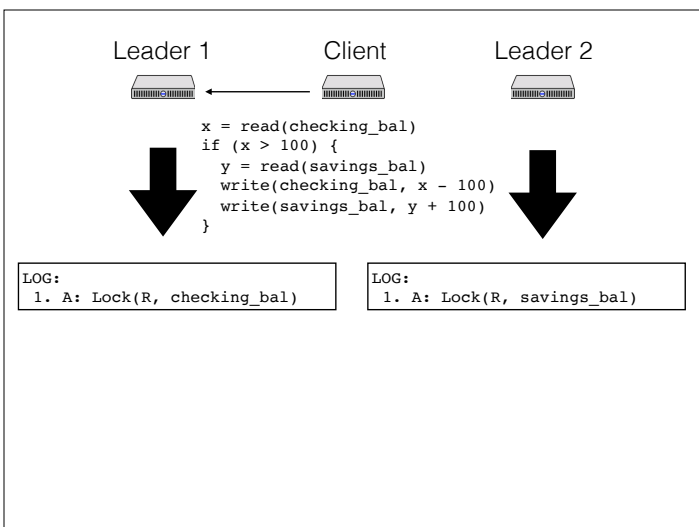 Leader 1
Client
Leader 2
x = read(checking_bal)
if (x > 100) {
  y = read(savings_bal)
  write(checking_bal, x - 100)
  write(savings_bal, y + 100)
}
LOG:
 1. A: Lock(R, checking_bal)
LOG:
 1. A: Lock(R, savings_bal)